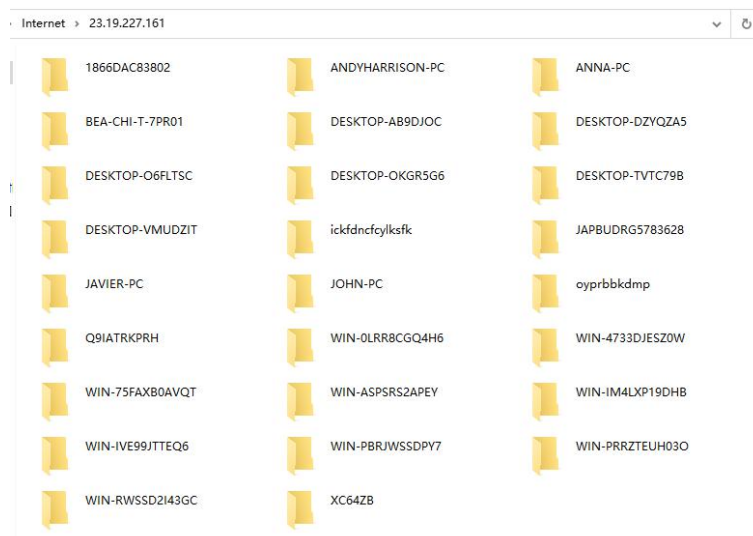 Internet › 23.19.227.161
1866DAC83802 ANDYHARRISON-PC ANNA-PC
BEA-CHI-T-7PR01 DESKTOP-AB9DJOC DESKTOP-DZYQZA5
DESKTOP-O6FLTSC DESKTOP-OKGR5G6 DESKTOP-TVTC79B
DESKTOP-VMUDZIT ickfdncfcylksfk JAPBUDRG5783628
JAVIER-PC JOHN-PC oyprbbkdmp
Q9IATRKPRH WIN-0LRR8CGQ4H6 WIN-4733DJESZ0W
WIN-75FAXB0AVQT WIN-ASPSRS2APEY WIN-IM4LXP19DHB
WIN-IVE99JTTEQ6 WIN-PBRJWSSDPY7 WIN-PRRZTEUH03O
WIN-RWSSD2I43GC XC64ZB